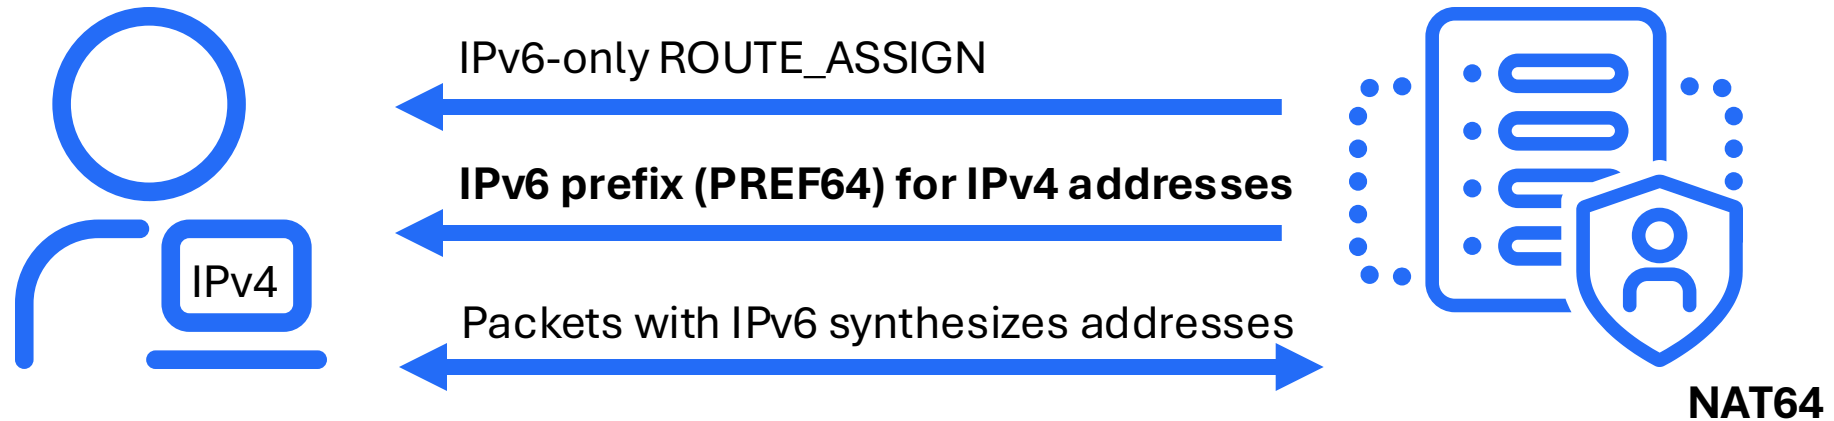 IPv6-only ROUTE_ASSIGN
IPv6 prefix (PREF64) for IPv4 addresses
IPv4
Packets with IPv6 synthesizes addresses
NAT64